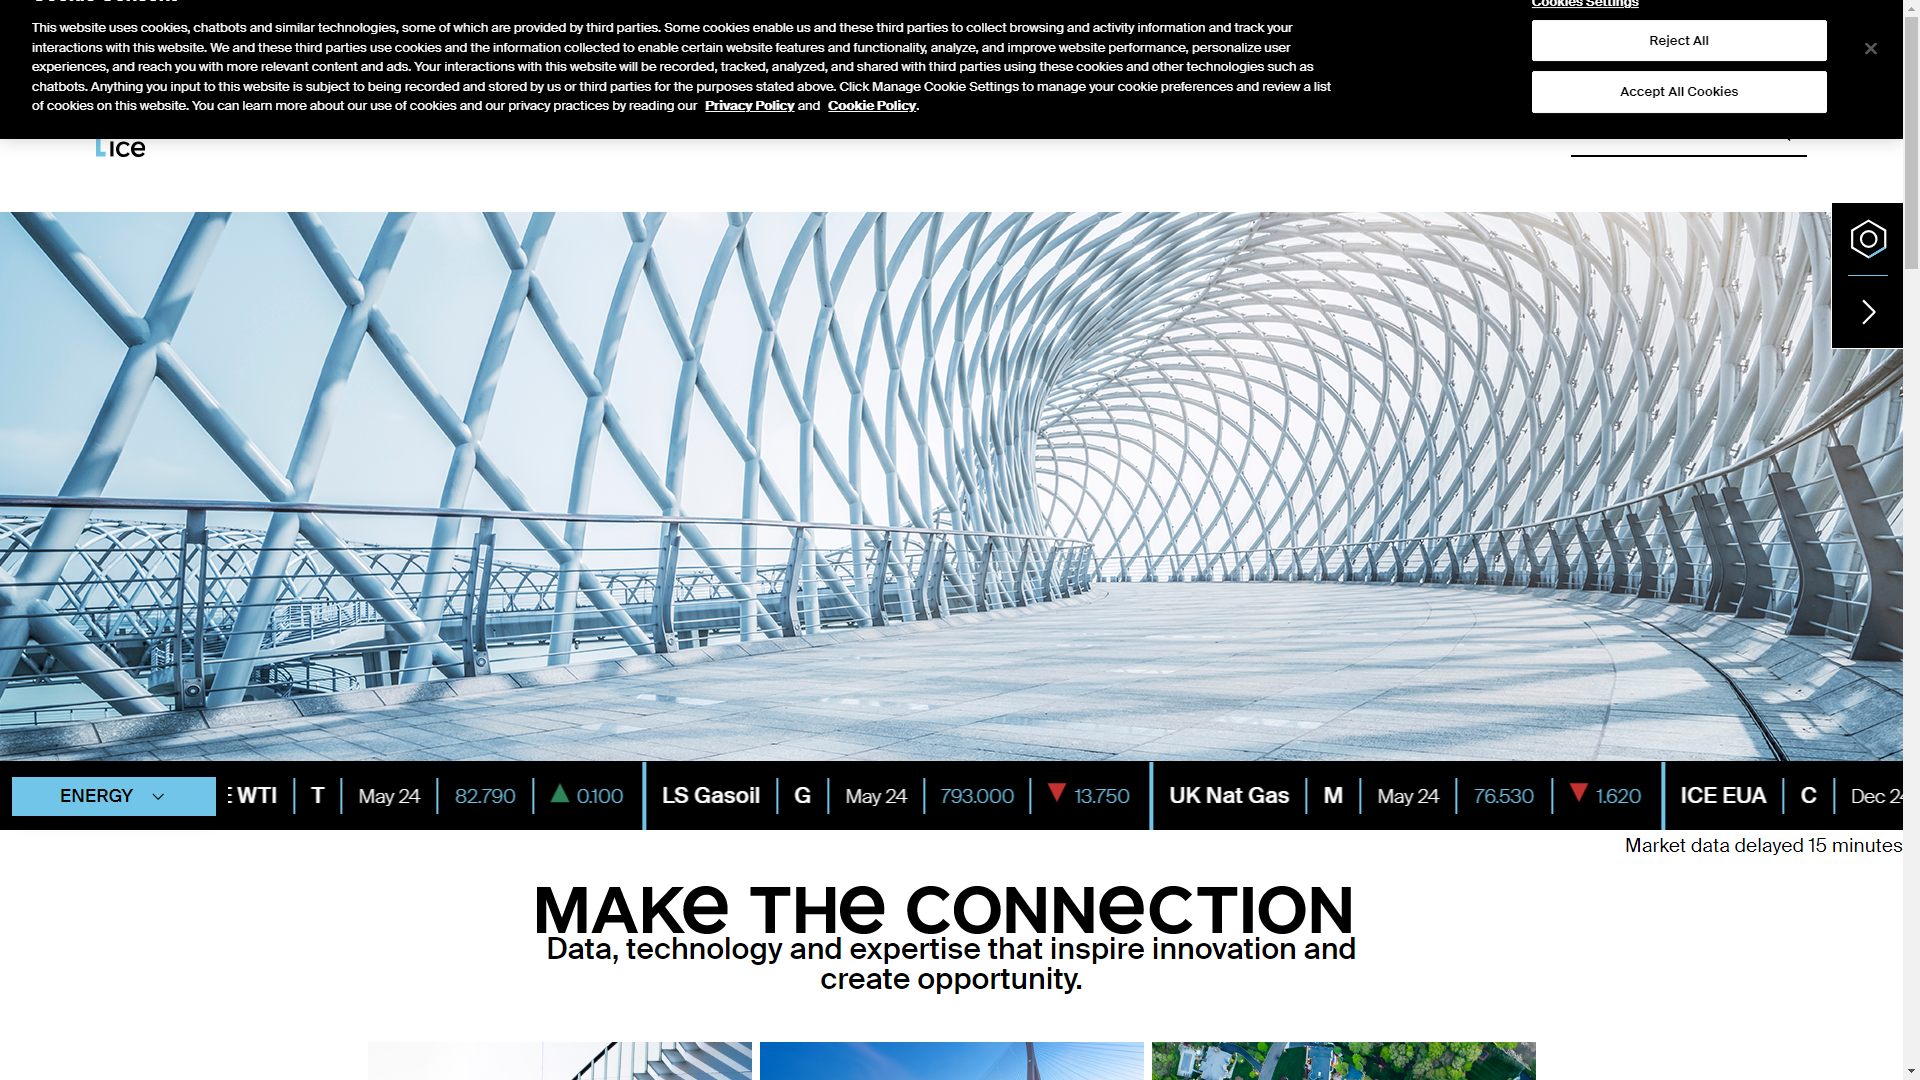 Cookies Settings
This website uses cookies, chatbots and similar technologies, some of which are provided by third parties. Some cookies enable us and these third parties to collect browsing and activity information and track your
interactions with this website. We and these third parties use cookies and the information collected to enable certain website features and functionality, analyze, and improve website performance, personalize user
experiences, and reach you with more relevant content and ads. Your interactions with this website will be recorded, tracked, analyzed, and shared with third parties using these cookies and other technologies such as
chatbots. Anything you input to this website is subject to being recorded and stored by us or third parties for the purposes stated above. Click Manage Cookie Settings to manage your cookie preferences and review a list
of cookies on this website. You can learn more about our use of cookies and our privacy practices by reading our Privacy Policy and Cookie Policy.
Reject All
Accept All Cookies
ice
ENERGY
WTI T May 24 82.790 ▲ 0.100 LS Gasoil G May 24 793.000 ▼ 13.750 UK Nat Gas M May 24 76.530 ▼ 1.620 ICE EUA C Dec
Market data delayed 15 minutes
MAKe THe CONNeCTION
Data, technology and expertise that inspire innovation and
create opportunity.